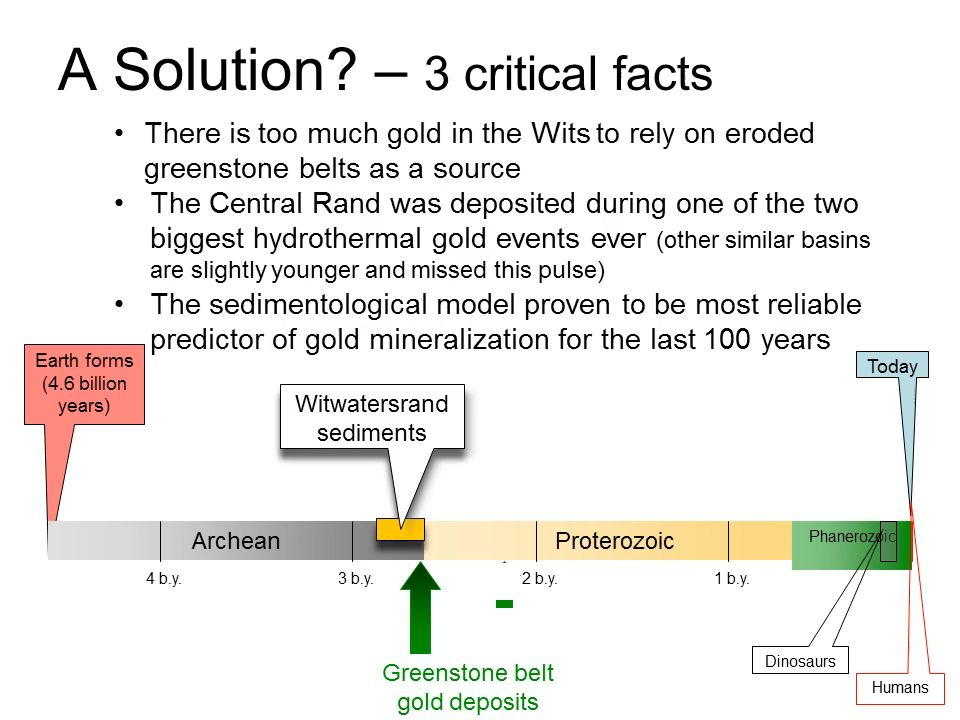 A Solution? – 3 critical facts
• There is too much gold in the Wits to rely on eroded
greenstone belts as a source
• The Central Rand was deposited during one of the two
biggest hydrothermal gold events ever (other similar basins
are slightly younger and missed this pulse)
• The sedimentological model proven to be most reliable
predictor of gold mineralization for the last 100 years
Earth forms
(4.6 billion
years)
Today
Witwatersrand
sediments
Archean
Proterozoic
Phanerozoic
4 b.y.
3 b.y.
2 b.y.
1 b.y.
Dinosaurs
Greenstone belt
gold deposits
Humans